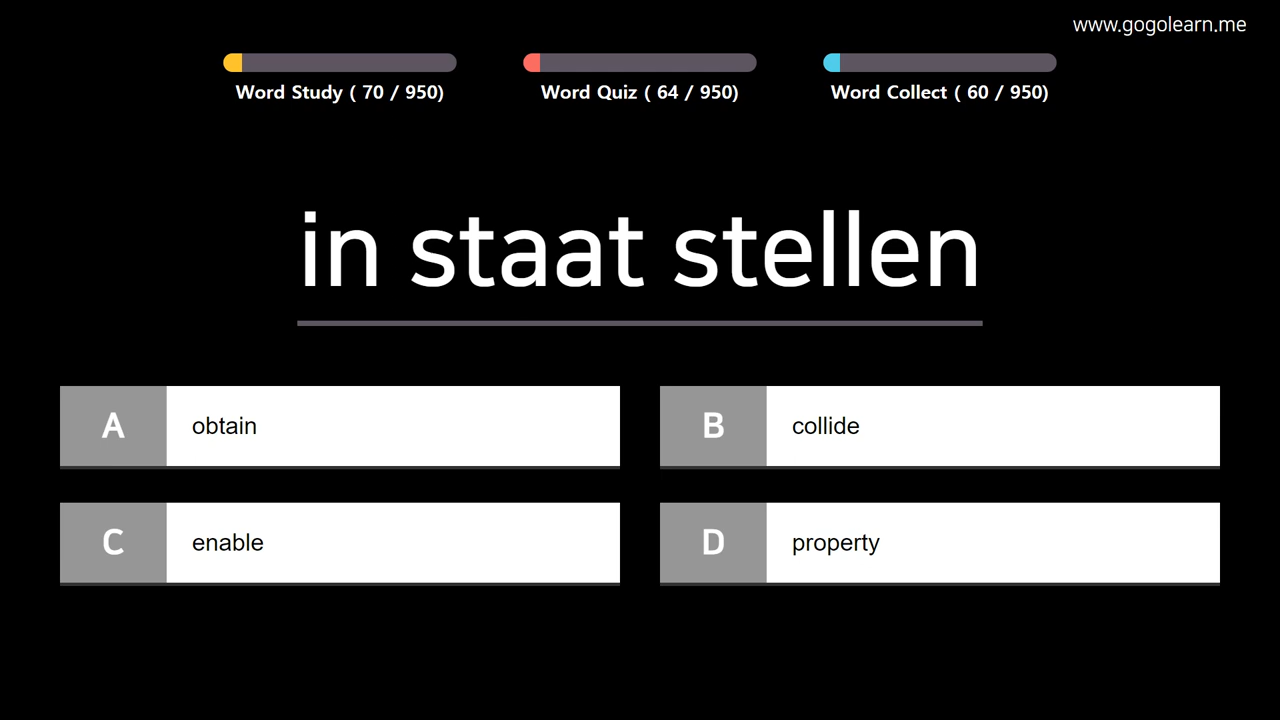 www.gogolearn.me
Word Study ( 70 / 950)
Word Quiz ( 64 / 950)
Word Collect ( 60 / 950)
in staat stellen
A obtain
B collide
C enable
D property